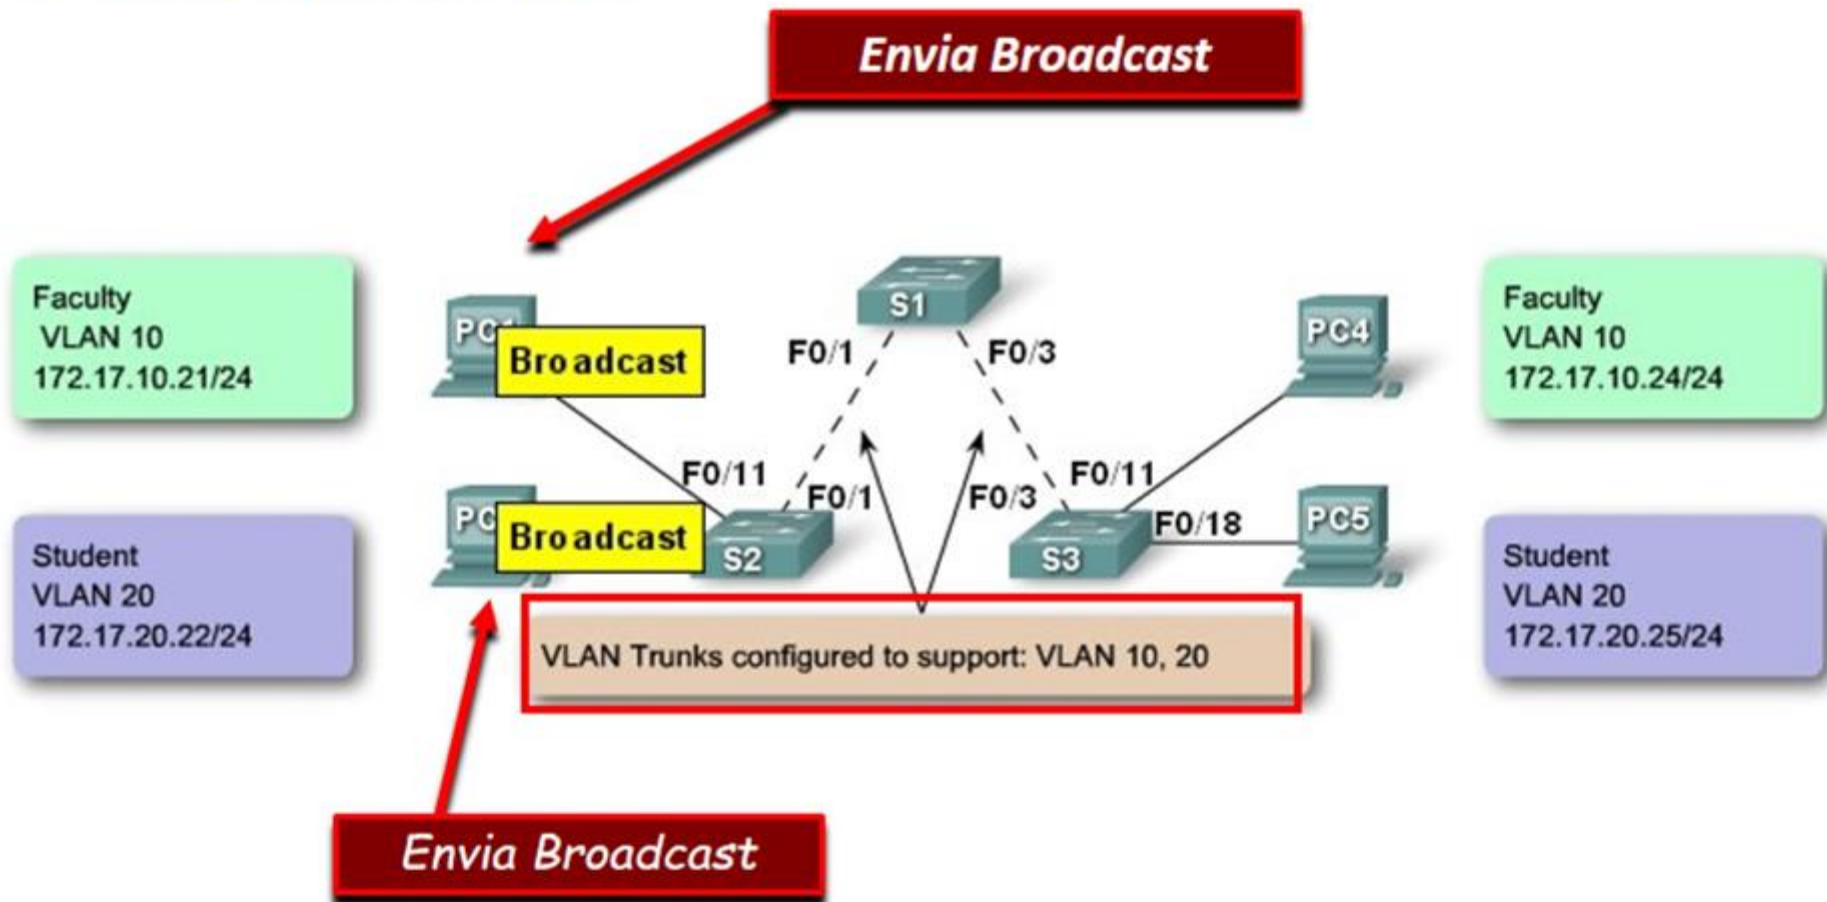 Envia Broadcast
Faculty
VLAN 10
172.17.10.21/24
Broadcast
S1
F0/1
F0/3
PC4
Faculty
VLAN 10
172.17.10.24/24
F0/11
F0/1
F0/3
F0/11
Student
VLAN 20
172.17.20.22/24
Broadcast
S2
S3
F0/18
PC5
Student
VLAN 20
172.17.20.25/24
VLAN Trunks configured to support: VLAN 10, 20
Envia Broadcast